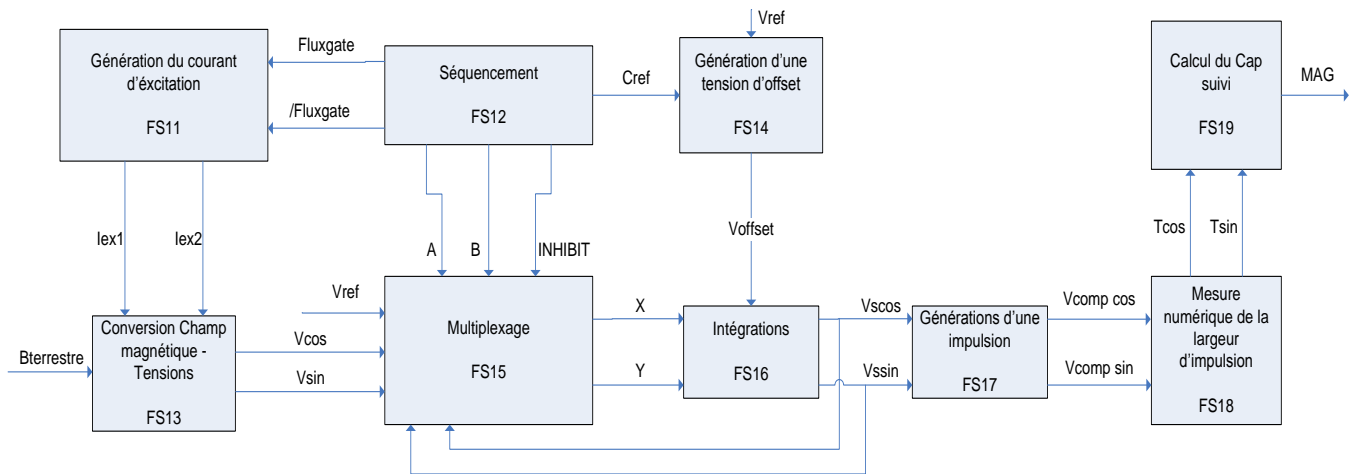 Vref
Génération du courant
d'éxcitation
FS11
Fluxgate
/Fluxgate
Séquencement
FS12
Cref
Génération d'une
tension d'offset
FS14
Calcul du Cap
suivi
FS19
MAG
Iex1
Iex2
A
B
INHIBIT
Voffset
Tcos
Tsin
Bterrestre
Conversion Champ
magnétique -
Tensions
FS13
Vref
Vcos
Vsin
Multiplexage
FS15
X
Y
Intégrations
FS16
Vscos
Vssin
Générations d'une
impulsion
FS17
Vcomp cos
Vcomp sin
Mesure
numérique de la
largeur
d'impulsion
FS18